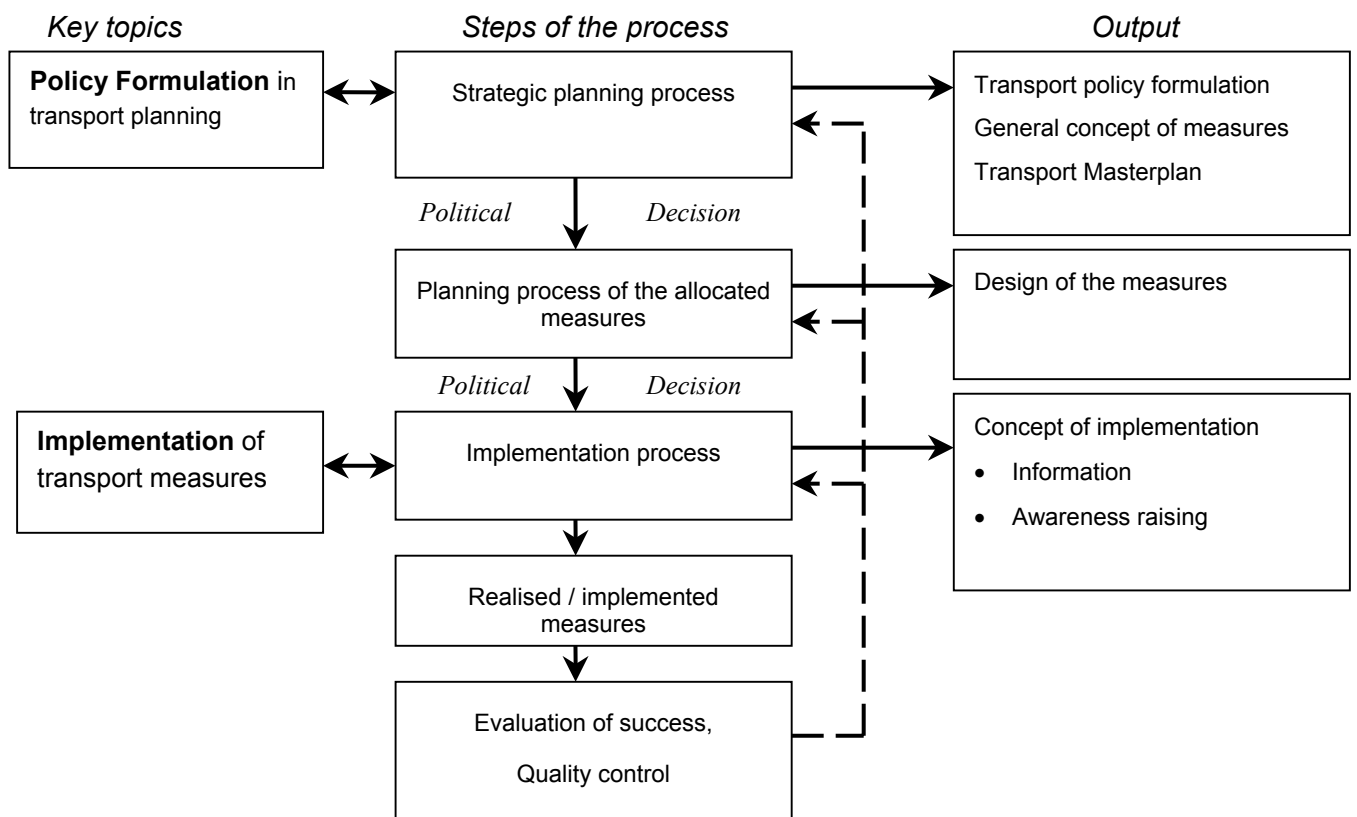 Key topics
Steps of the process
Output
Policy Formulation in
transport planning
Strategic planning process
Transport policy formulation
General concept of measures
Transport Masterplan
Political Decision
Planning process of the allocated
measures
Design of the measures
Political Decision
Implementation of
transport measures
Implementation process
Concept of implementation
• Information
• Awareness raising
Realised / implemented
measures
Evaluation of success,
Quality control